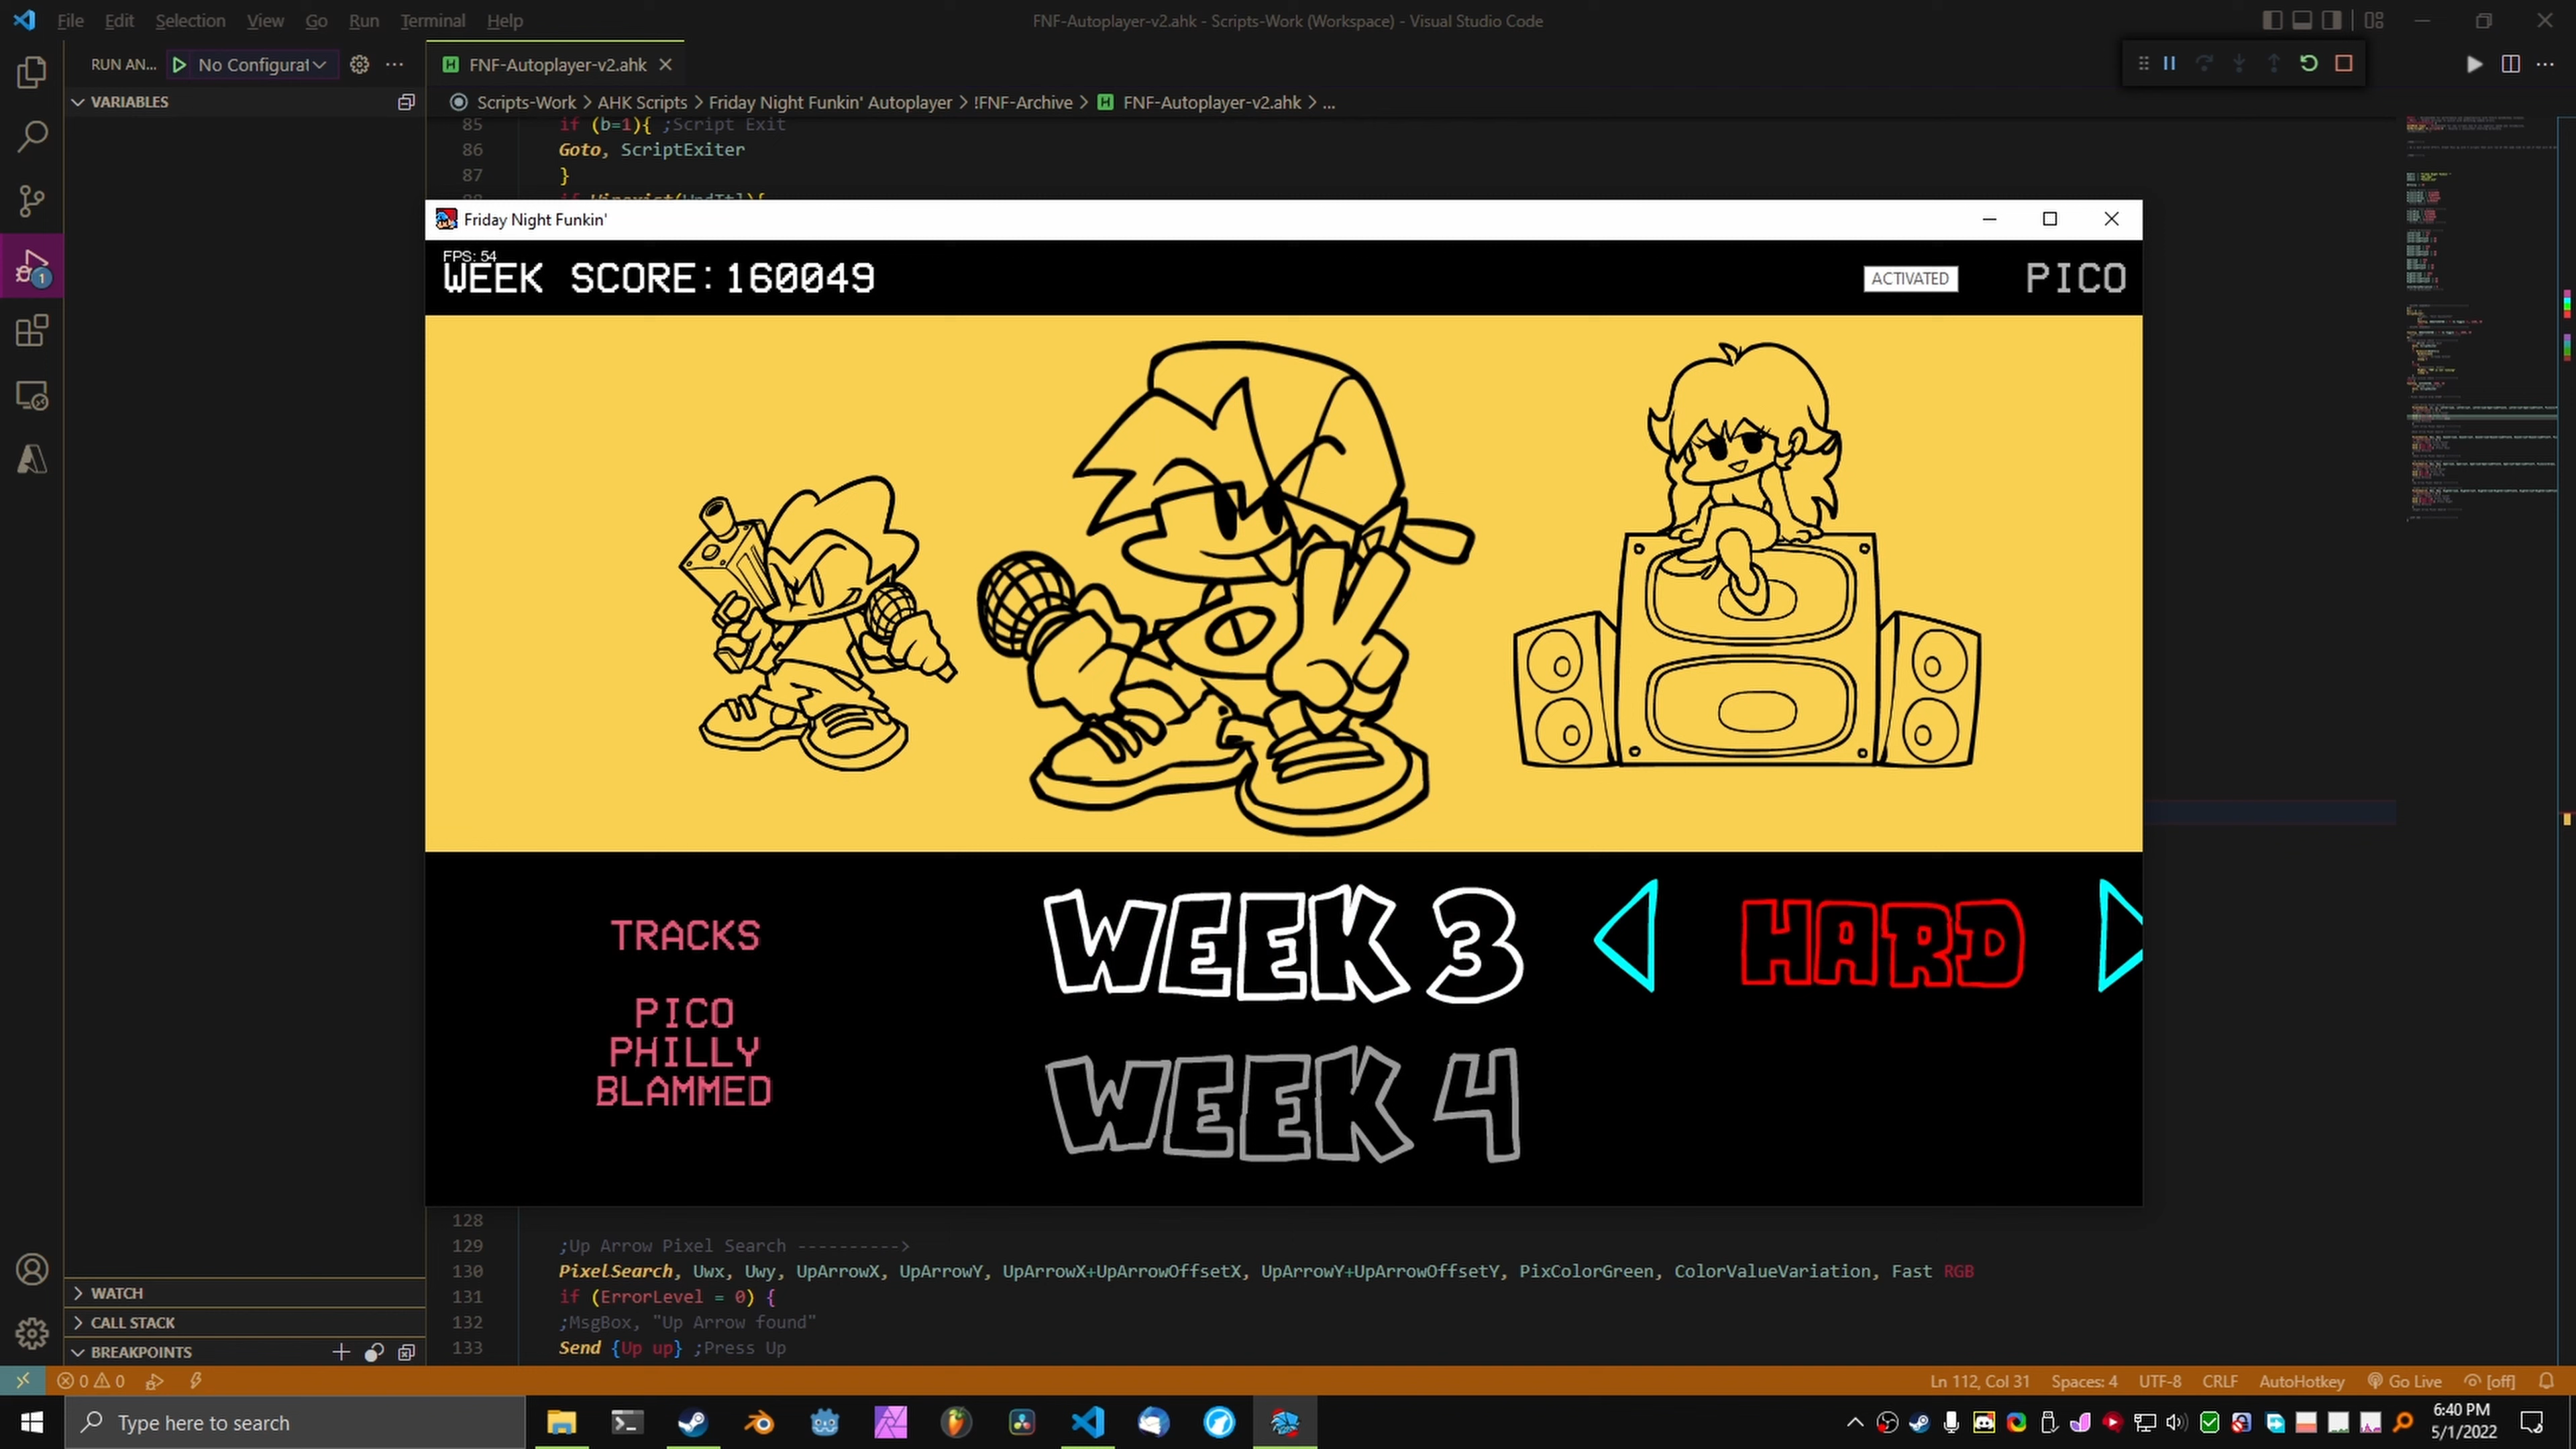 File Edit Selection View Go Run Terminal Help
FNF-Autoplayer-v2.ahk - Scripts-Work (Workspace) - Visual Studio Code
RUN AN... No Configurat
FNF-Autoplayer-v2.ahk
VARIABLES
Scripts-Work > AHK Scripts > Friday Night Funkin' Autoplayer > !FNF-Archive > FNF-Autoplayer-v2.ahk > ...
85 if (b=1){ ;Script Exit
86 Goto, ScriptExiter
87 }
Friday Night Funkin'
FPS: 54
WEEK SCORE:160049
ACTIVATED
PICO
TRACKS
PICO
PHILLY
BLAMMED
WEEK 3
HARD
WEEK 4
128
129 ;Up Arrow Pixel Search ---------->
130 PixelSearch, Uwx, Uwy, UpArrowX, UpArrowY, UpArrowX+UpArrowOffsetX, UpArrowY+UpArrowOffsetY, PixColorGreen, ColorValueVariation, Fast RGB
131 if (ErrorLevel = 0) {
132 ;MsgBox, "Up Arrow found"
133 Send {Up up} ;Press Up
WATCH
CALL STACK
BREAKPOINTS
1
0 0
Ln 112, Col 31 Spaces: 4 UTF-8 CRLF AutoHotkey Go Live [off]
Type here to search
6:40 PM
5/1/2022